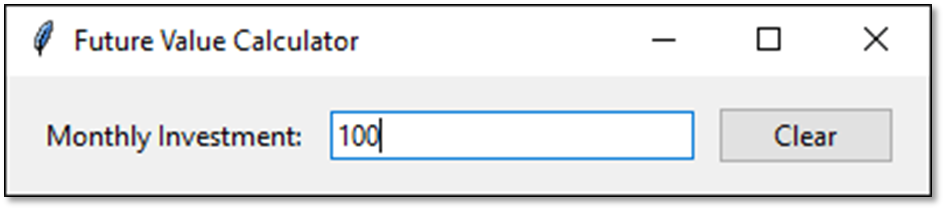 Future Value Calculator
Monthly Investment: 100 Clear